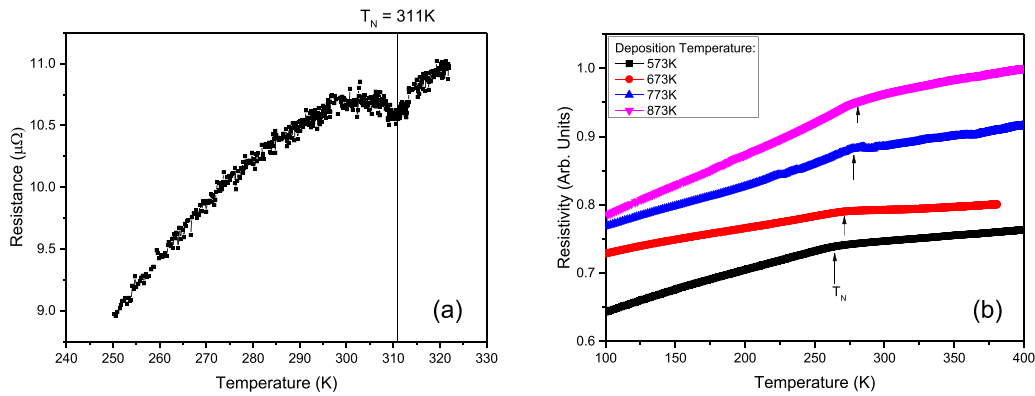 T_N = 311K
11.0
10.5
10.0
9.5
9.0
Resistance (μΩ)
240 250 260 270 280 290 300 310 320 330
Temperature (K)
(a)
Deposition Temperature:
573K
673K
773K
873K
1.0
0.9
0.8
0.7
0.6
Resistivity (Arb. Units)
T_N
100 150 200 250 300 350 400
Temperature (K)
(b)